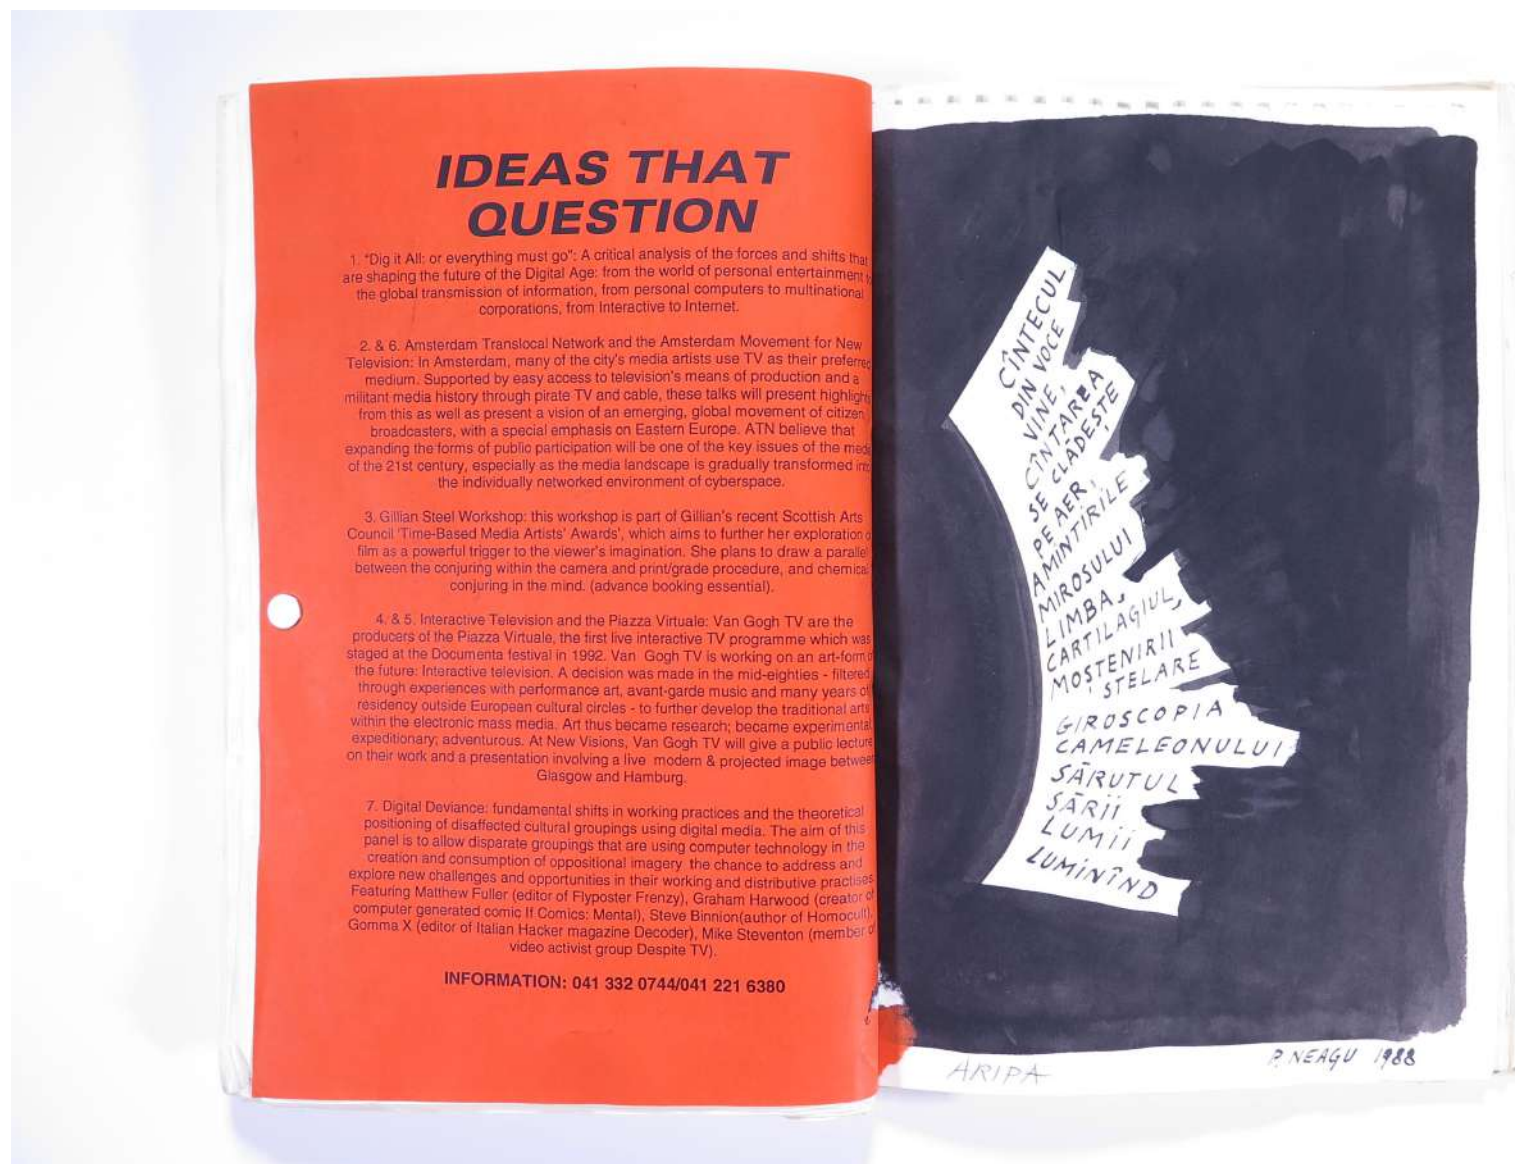 IDEAS THAT
QUESTION
1. "Dig it All: or everything must go": A critical analysis of the forces and shifts that
are shaping the future of the Digital Age: from the world of personal entertainment
the global transmission of information, from personal computers to multinational
corporations, from Interactive to Internet.
2. & 6. Amsterdam Translocal Network and the Amsterdam Movement for New
Television: In Amsterdam, many of the city's media artists use TV as their preferred
medium. Supported by easy access to television's means of production and a
militant media history through pirate TV and cable, these talks will present highlights
from this as well as present a vision of an emerging, global movement of citizen
broadcasters, with a special emphasis on Eastern Europe. ATN believe that
expanding the forms of public participation will be one of the key issues of the media
of the 21st century, especially as the media landscape is gradually transformed into
the individually networked environment of cyberspace.
3. Gillian Steel Workshop: this workshop is part of Gillian's recent Scottish Arts
Council 'Time-Based Media Artists' Awards', which aims to further her exploration
film as a powerful trigger to the viewer's imagination. She plans to draw a parallel
between the conjuring within the camera and print/grade procedure, and chemical
conjuring in the mind. (advance booking essential).
4. & 5. Interactive Television and the Piazza Virtuale: Van Gogh TV are the
producers of the Piazza Virtuale, the first live interactive TV programme which was
staged at the Documenta festival in 1992. Van Gogh TV is working on an art-form
the future: Interactive television. A decision was made in the mid-eighties - filtered
through experiences with performance art, avant-garde music and many years of
residency outside European cultural circles - to further develop the traditional arts
within the electronic mass media. Art thus became research; became experimental,
expeditionary; adventurous. At New Visions, Van Gogh TV will give a public lecture
on their work and a presentation involving a live modem & projected image between
Glasgow and Hamburg.
7. Digital Deviance: fundamental shifts in working practices and the theoretical
positioning of disaffected cultural groupings using digital media. The aim of this
panel is to allow disparate groupings that are using computer technology in the
creation and consumption of oppositional imagery the chance to address and
explore new challenges and opportunities in their working and distributive practises.
Featuring Matthew Fuller (editor of Flyposter Frenzy), Graham Harwood (creator of
computer generated comic If Comics: Mental), Steve Binnion(author of Homocult),
Gomma X (editor of Italian Hacker magazine Decoder), Mike Steventon (member of
video activist group Despite TV).
INFORMATION: 041 332 0744/041 221 6380
CÎNTECUL
DIN VOCE
VINE,
CÎNTAREA
SE CLĂDEȘTE
PE AER,
AMINTIRILE
MIROSULUI
LIMBA,
CARTILAGIUL,
MOȘTENIRII
STELARE
GIROSCOPIA
CAMELEONULUI
SĂRUTUL
SĂRII
LUMII
LUMINÎND
ARIPA
P. NEAGU 1988